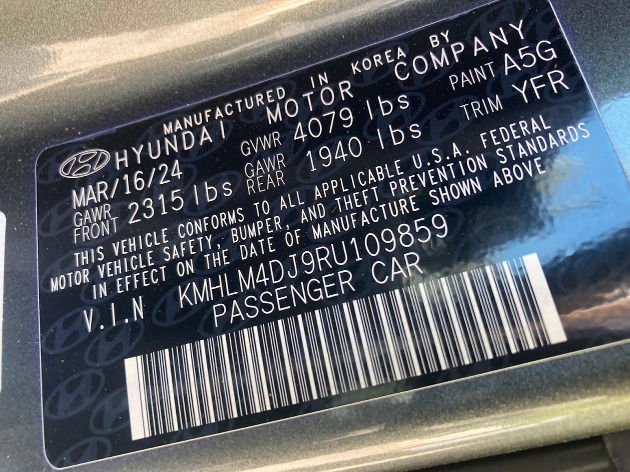 MANUFACTURED IN KOREA BY
HYUNDAI MOTOR COMPANY
MAR/16/24 GVWR 4079 lbs PAINT A5G
GAWR FRONT 2315 lbs GAWR REAR 1940 lbs TRIM YFR
THIS VEHICLE CONFORMS TO ALL APPLICABLE U.S.A. FEDERAL
MOTOR VEHICLE SAFETY, BUMPER, AND THEFT PREVENTION STANDARDS
IN EFFECT ON THE DATE OF MANUFACTURE SHOWN ABOVE
V.I.N KMHLM4DJ9RU109859
PASSENGER CAR